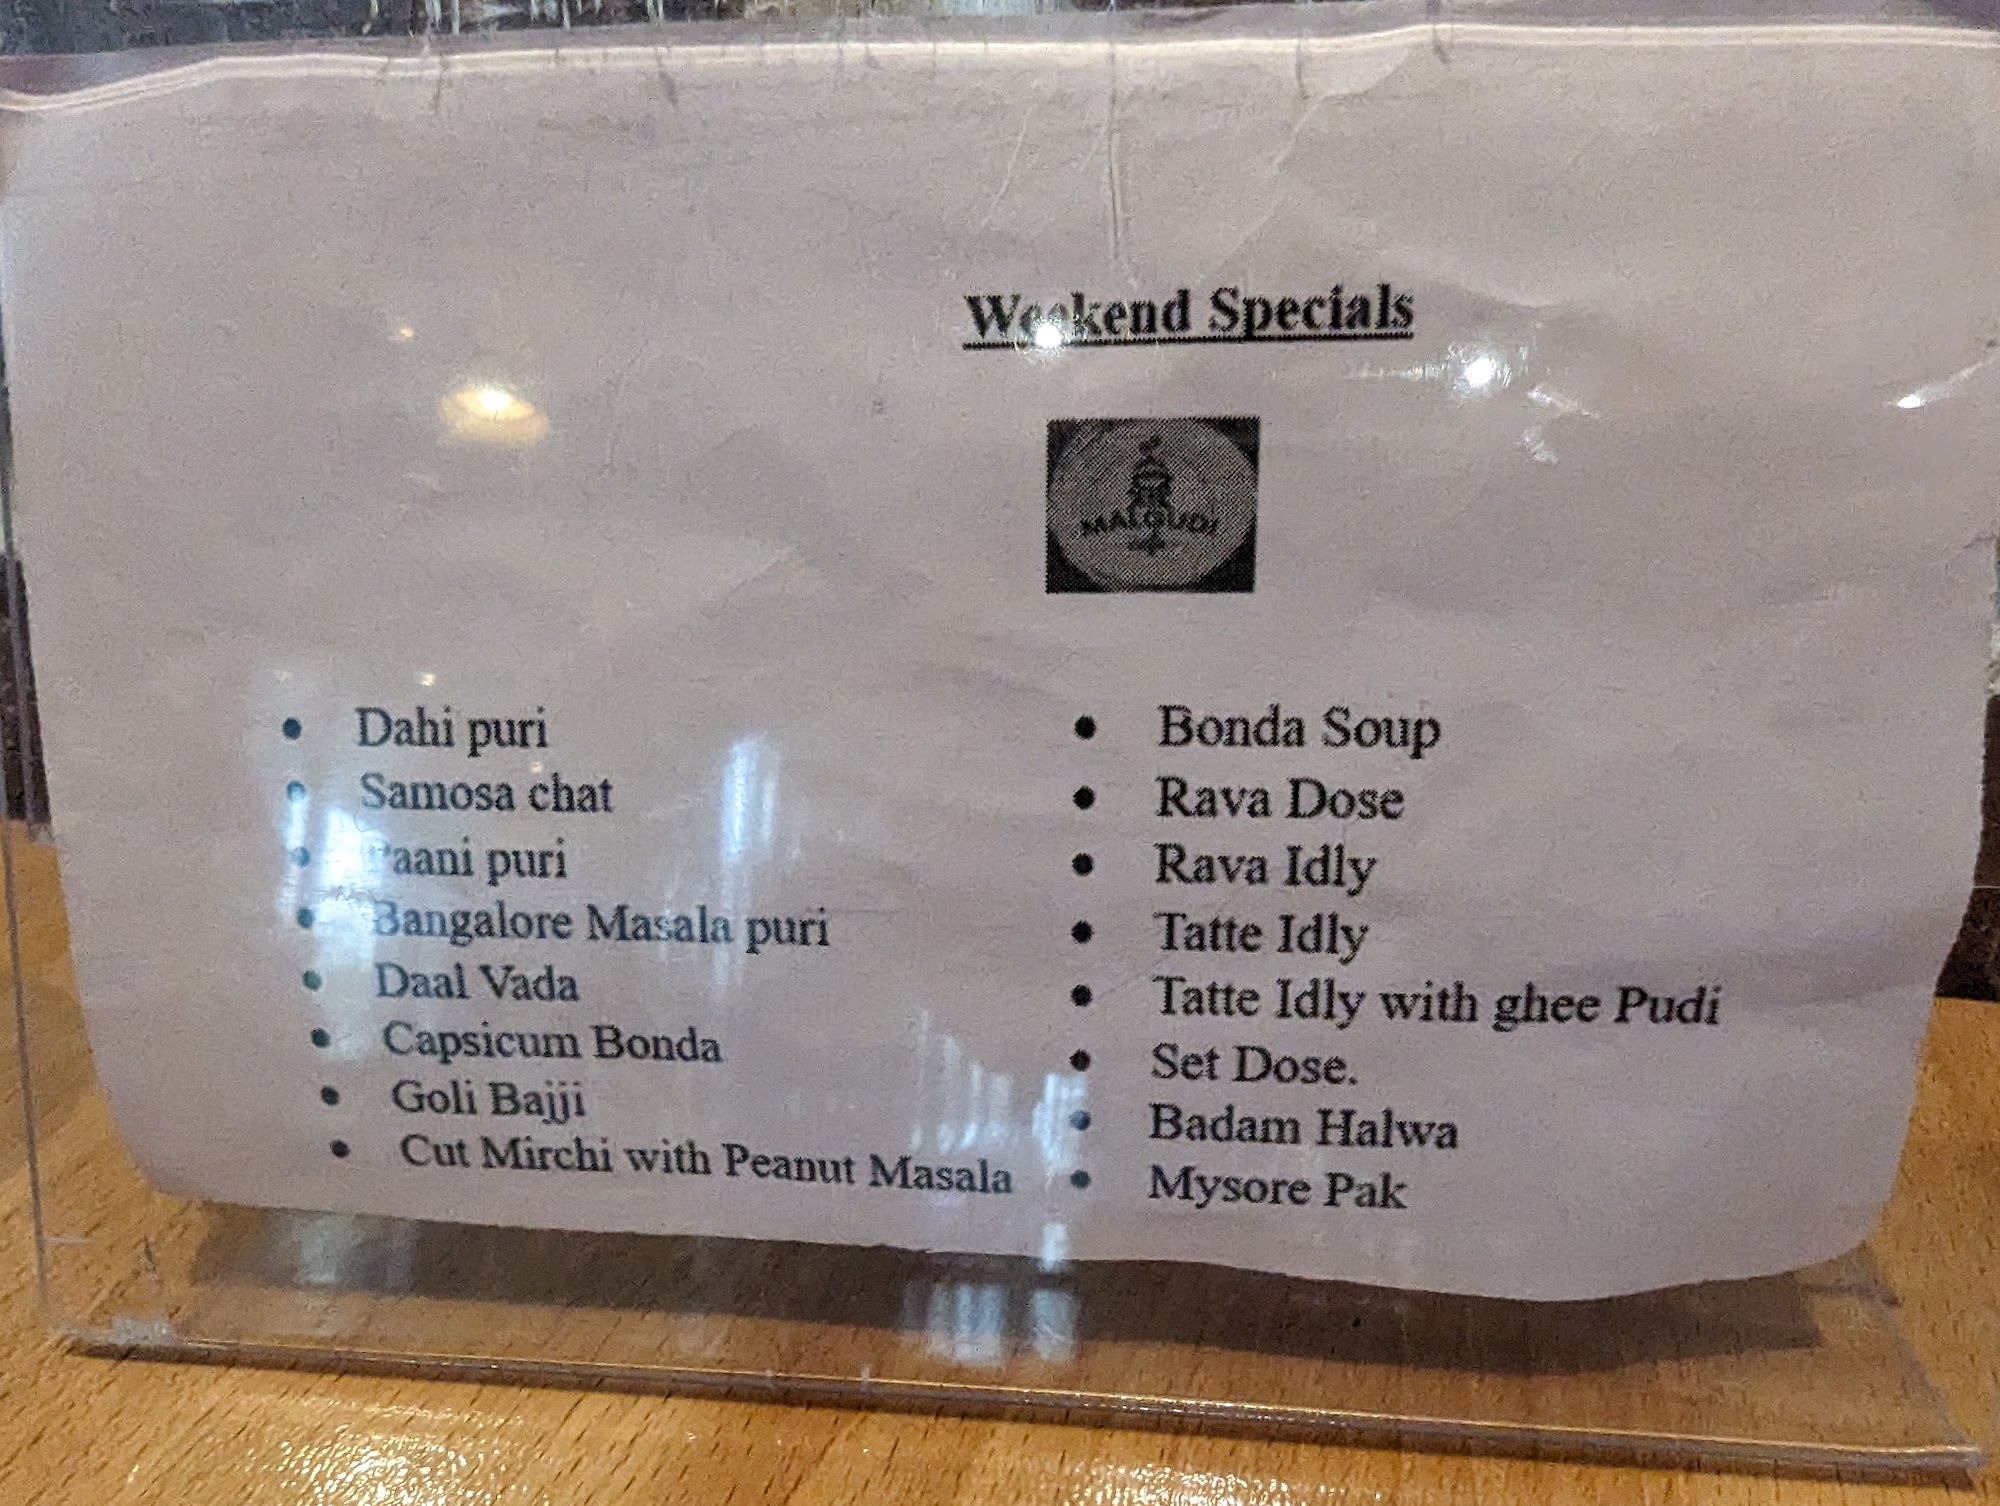 Weekend Specials
MALGUDI
Dahi puri
Samosa chat
Paani puri
Bangalore Masala puri
Daal Vada
Capsicum Bonda
Goli Bajji
Cut Mirchi with Peanut Masala
Bonda Soup
Rava Dose
Rava Idly
Tatte Idly
Tatte Idly with ghee Pudi
Set Dose.
Badam Halwa
Mysore Pak